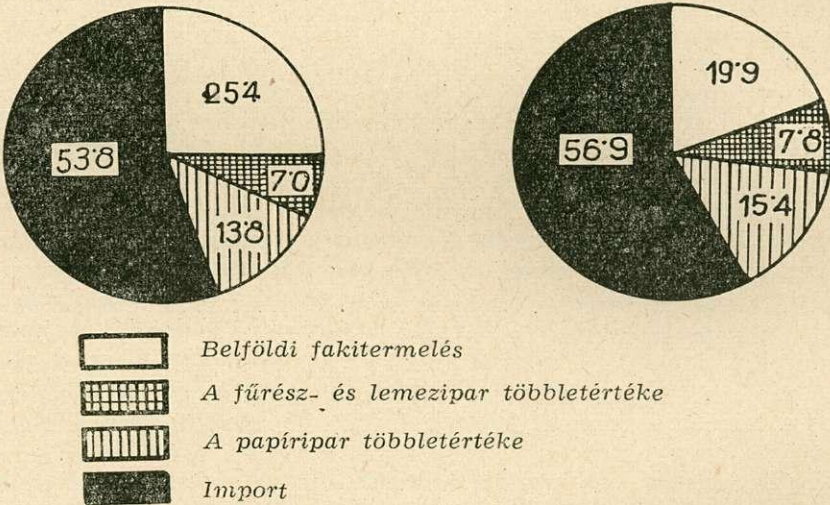 25·4
19·9
53·8
56·9
7·0
7·8
13·8
15·4
Belföldi fakitermelés
A fűrész- és lemezipar többletértéke
A papíripar többletértéke
Import